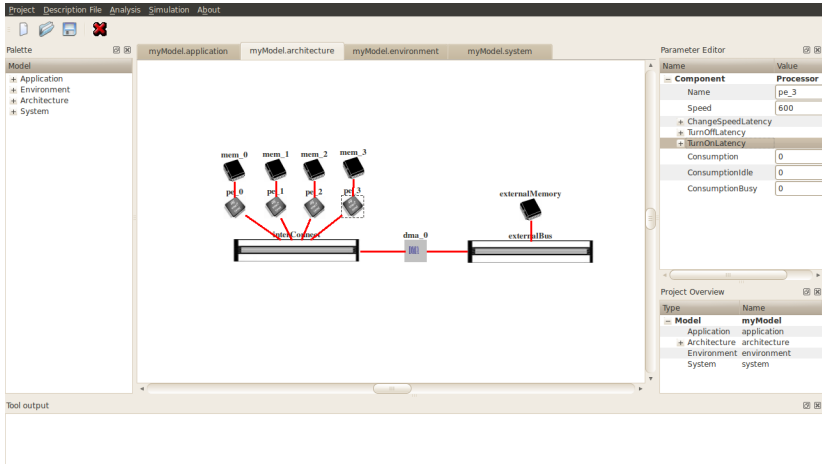 Project Description File Analysis Simulation About
Palette
Model
Application
Environment
Architecture
System
myModel.application myModel.architecture myModel.environment myModel.system
mem_0 mem_1 mem_2 mem_3
pe_0 pe_1 pe_2 pe_3
interConnect
dma_0
externalMemory
externalBus
Parameter Editor
Name Value
Component Processor
Name pe_3
Speed 600
ChangeSpeedLatency
TurnOffLatency
TurnOnLatency
Consumption 0
ConsumptionIdle 0
ConsumptionBusy 0
Project Overview
Type Name
Model myModel
Application application
Architecture architecture
Environment environment
System system
Tool output